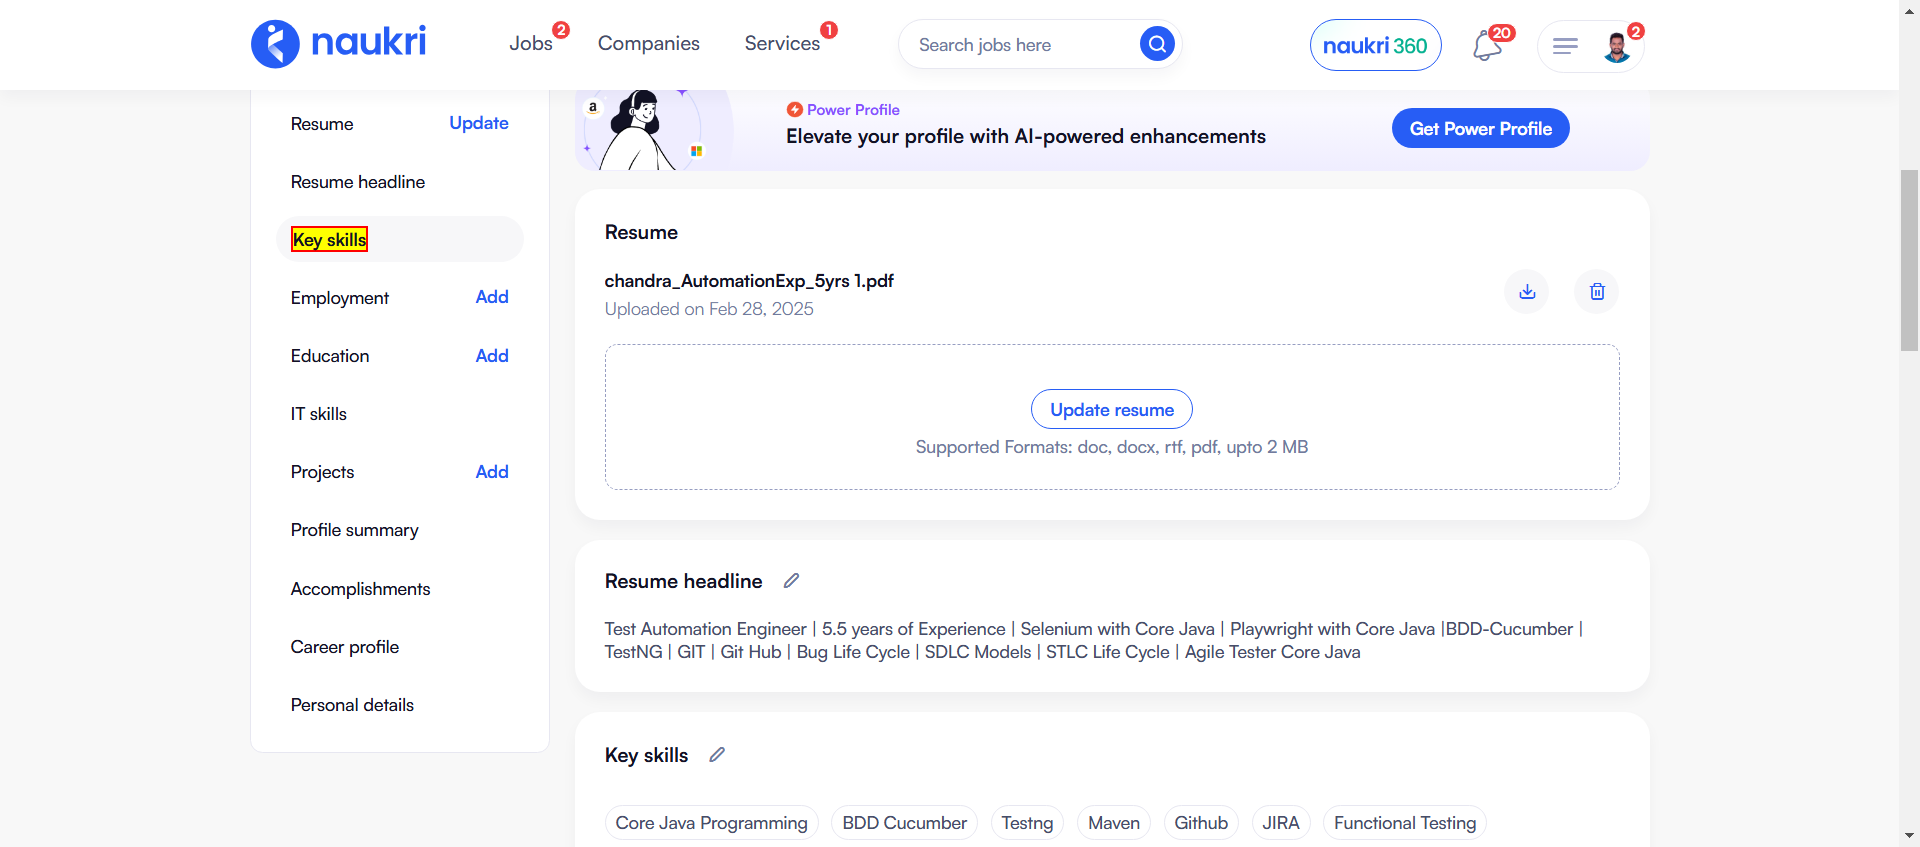 naukri
Jobs 2
Companies
Services 1
Search jobs here
naukri 360
20
2
Resume Update
Resume headline
Key skills
Employment Add
Education Add
IT skills
Projects Add
Profile summary
Accomplishments
Career profile
Personal details
a
Power Profile
Elevate your profile with AI-powered enhancements
Get Power Profile
Resume
chandra_AutomationExp_5yrs 1.pdf
Uploaded on Feb 28, 2025
Update resume
Supported Formats: doc, docx, rtf, pdf, upto 2 MB
Resume headline
Test Automation Engineer | 5.5 years of Experience | Selenium with Core Java | Playwright with Core Java |BDD-Cucumber |
TestNG | GIT | Git Hub | Bug Life Cycle | SDLC Models | STLC Life Cycle | Agile Tester Core Java
Key skills
Core Java Programming BDD Cucumber Testng Maven Github JIRA Functional Testing